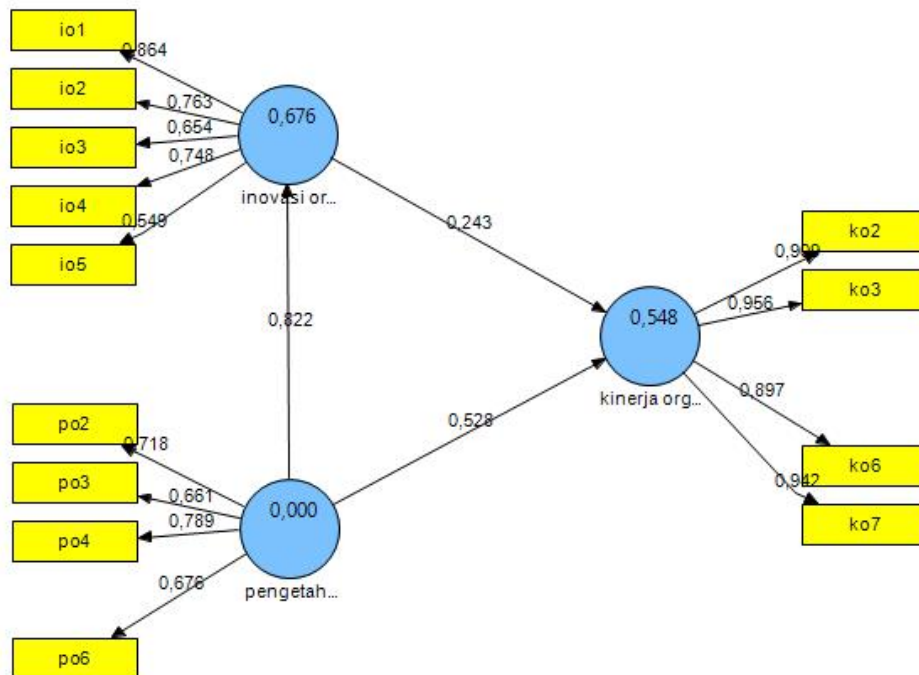 io1
0,864
io2
0,763
0,676
io3
0,654
0,748
io4
inovasi or...
0,549
io5
0,243
ko2
0,909
ko3
0,956
0,822
0,548
kinerja org...
0,528
0,897
po2
0,718
po3
0,661
ko6
0,942
ko7
po4
0,789
0,000
0,676
pengetah...
po6